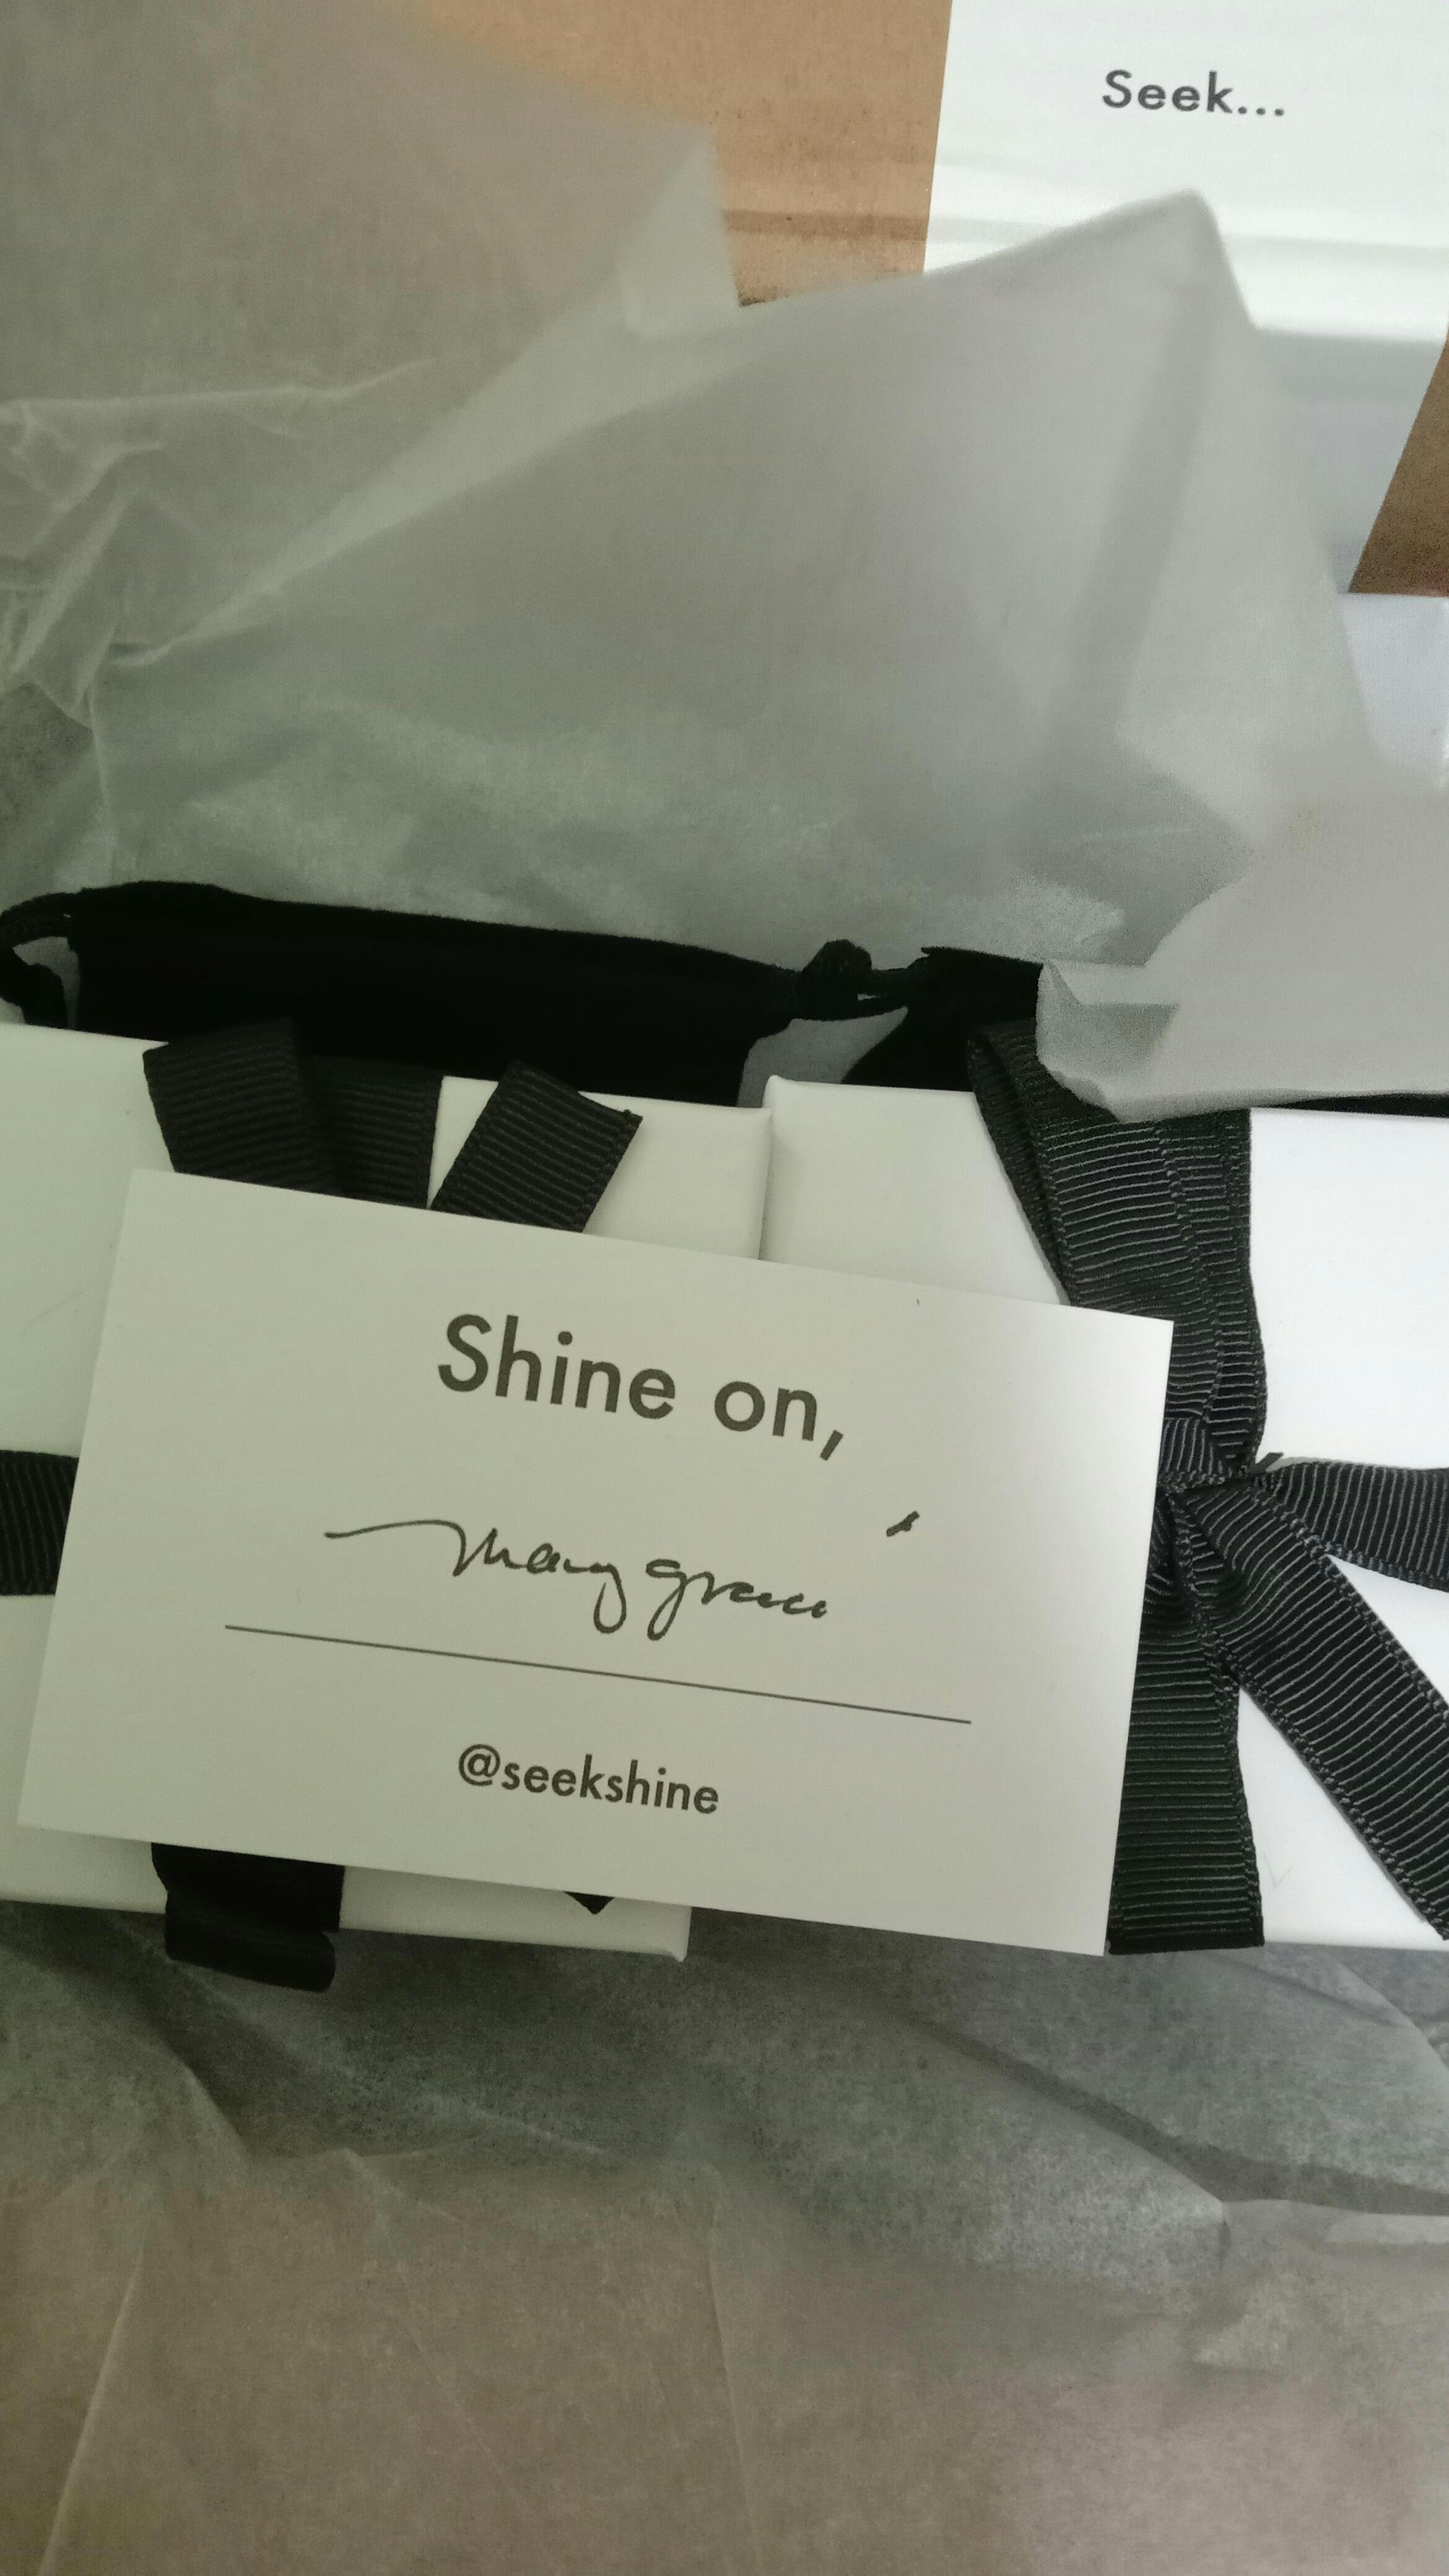 Seek...
Shine on,
Mary Grace
@seekshine